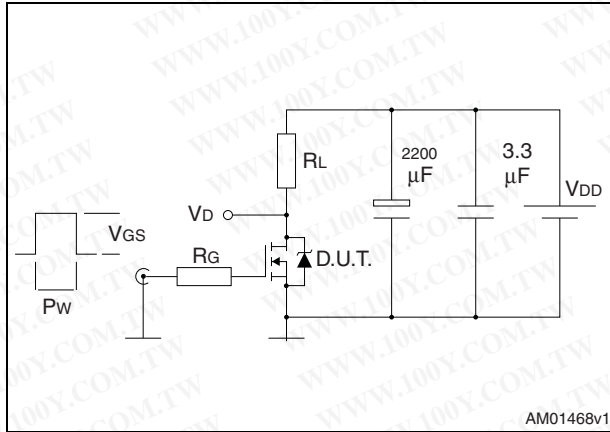 WWW.100Y.COM.TW
RL
2200
μF
3.3
μF
VDD
VD
VGS
RG
D.U.T.
PW
AM01468v1